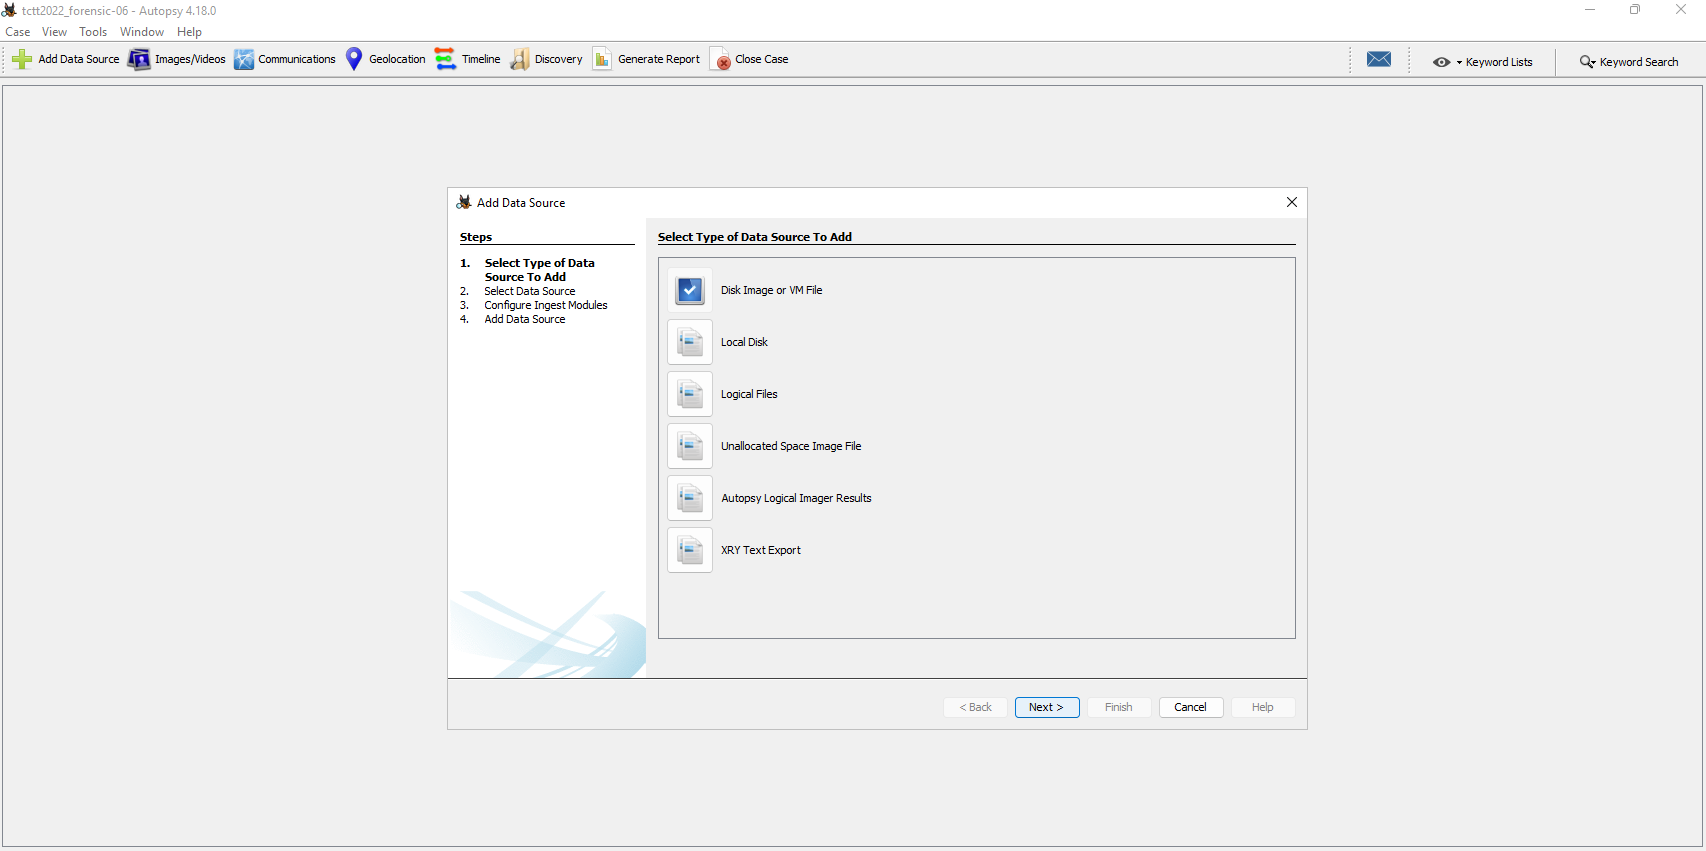 tctt2022_forensic-06 - Autopsy 4.18.0
Case View Tools Window Help
Add Data Source Images/Videos Communications Geolocation Timeline Discovery Generate Report Close Case Keyword Lists Keyword Search
Add Data Source
Steps
1. Select Type of Data
Source To Add
2. Select Data Source
3. Configure Ingest Modules
4. Add Data Source
Select Type of Data Source To Add
Disk Image or VM File
Local Disk
Logical Files
Unallocated Space Image File
Autopsy Logical Imager Results
XRY Text Export
< Back Next > Finish Cancel Help